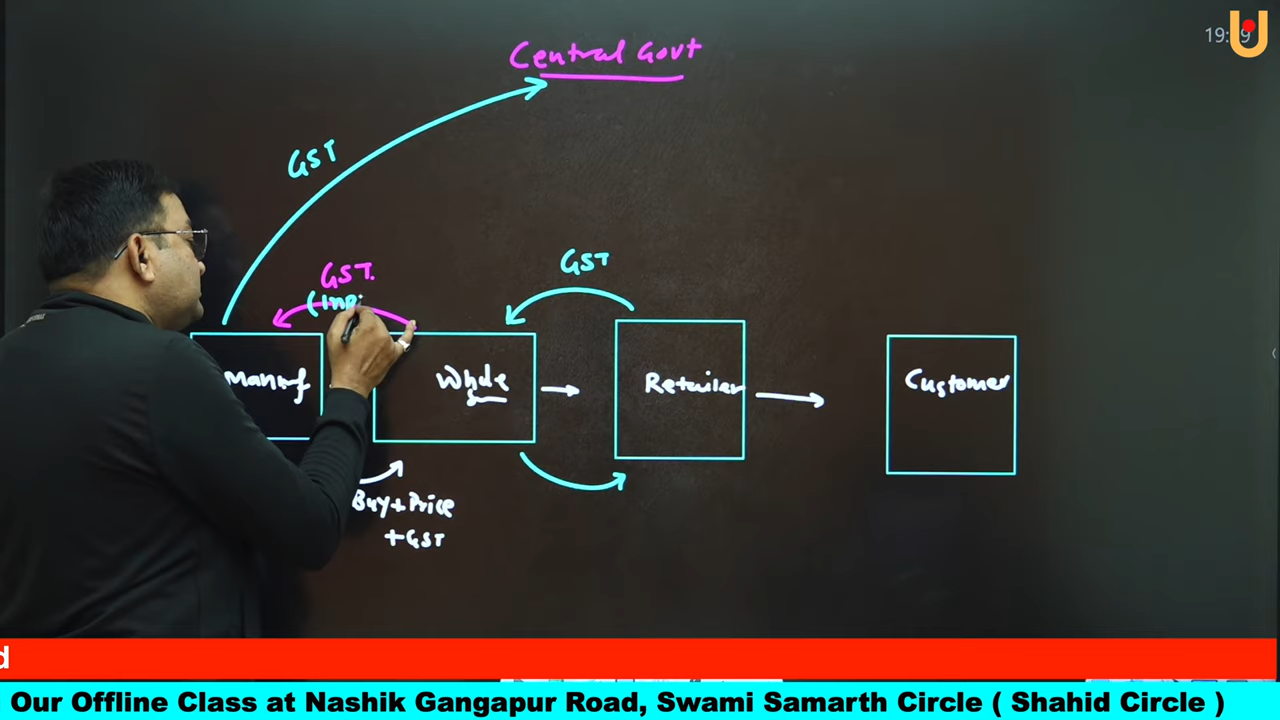 Central Govt
GST
GST.
(Inp
GST
Manuf
Whole
Retailer
Customer
Buy+Price
+GST
d
Our Offline Class at Nashik Gangapur Road, Swami Samarth Circle ( Shahid Circle )